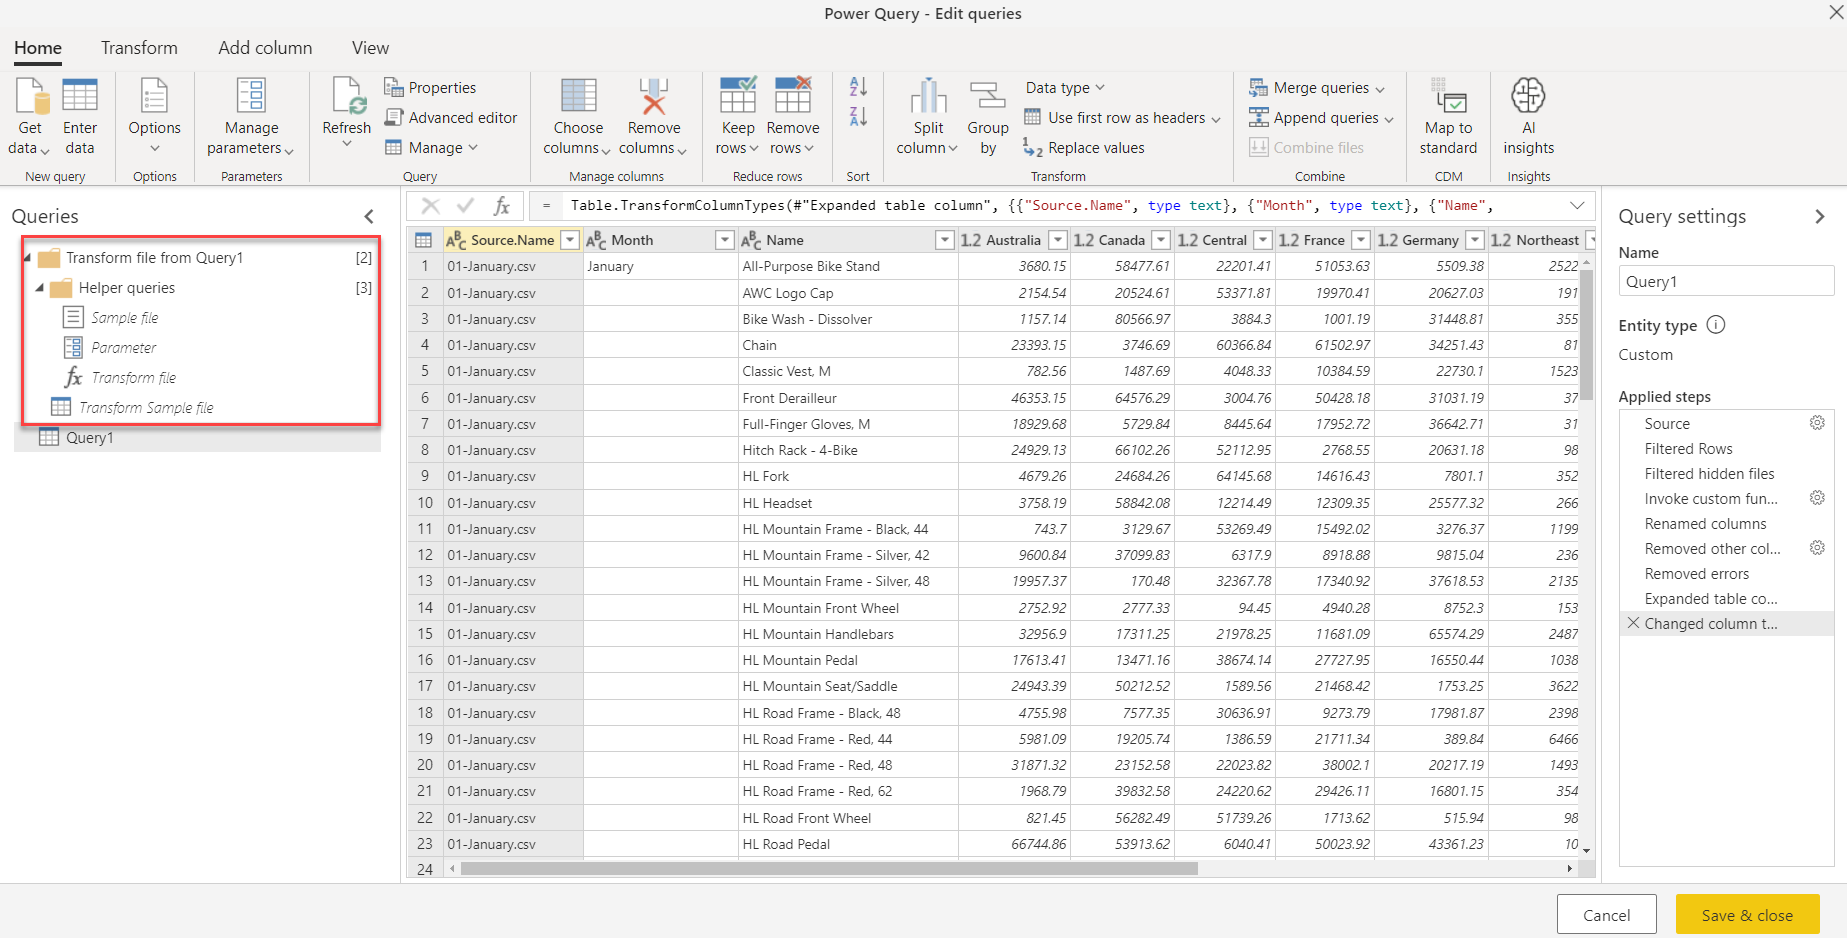 Power Query - Edit queries
Home Transform Add column View
Get data
Enter data
New query
Options
Options
Manage parameters
Parameters
Refresh
Properties
Advanced editor
Manage
Query
Choose columns
Remove columns
Manage columns
Keep rows
Remove rows
Reduce rows
A Z
Z A
Sort
Split column
Group by
Data type
Use first row as headers
1 2 Replace values
Transform
Merge queries
Append queries
Combine files
Combine
Map to standard
CDM
AI insights
Insights
Queries
Transform file from Query1 [2]
Helper queries [3]
Sample file
Parameter
fx Transform file
Transform Sample file
Query1
fx = Table.TransformColumnTypes(#"Expanded table column", {{"Source.Name", type text}, {"Month", type text}, {"Name",
ABC Source.Name ABC Month ABC Name 1.2 Australia 1.2 Canada 1.2 Central 1.2 France 1.2 Germany 1.2 Northeast
1 01-January.csv January All-Purpose Bike Stand 3680.15 58477.61 22201.41 51053.63 5509.38 2522
2 01-January.csv AWC Logo Cap 2154.54 20524.61 53371.81 19970.41 20627.03 191
3 01-January.csv Bike Wash - Dissolver 1157.14 80566.97 3884.3 1001.19 31448.81 355
4 01-January.csv Chain 23393.15 3746.69 60366.84 61502.97 34251.43 81
5 01-January.csv Classic Vest, M 782.56 1487.69 4048.33 10384.59 22730.1 1523
6 01-January.csv Front Derailleur 46353.15 64576.29 3004.76 50428.18 31031.19 37
7 01-January.csv Full-Finger Gloves, M 18929.68 5729.84 8445.64 17952.72 36642.71 31
8 01-January.csv Hitch Rack - 4-Bike 24929.13 66102.26 52112.95 2768.55 20631.18 98
9 01-January.csv HL Fork 4679.26 24684.26 64145.68 14616.43 7801.1 352
10 01-January.csv HL Headset 3758.19 58842.08 12214.49 12309.35 25577.32 266
11 01-January.csv HL Mountain Frame - Black, 44 743.7 3129.67 53269.49 15492.02 3276.37 1199
12 01-January.csv HL Mountain Frame - Silver, 42 9600.84 37099.83 6317.9 8918.88 9815.04 236
13 01-January.csv HL Mountain Frame - Silver, 48 19957.37 170.48 32367.78 17340.92 37618.53 2135
14 01-January.csv HL Mountain Front Wheel 2752.92 2777.33 94.45 4940.28 8752.3 153
15 01-January.csv HL Mountain Handlebars 32956.9 17311.25 21978.25 11681.09 65574.29 2487
16 01-January.csv HL Mountain Pedal 17613.41 13471.16 38674.14 27727.95 16550.44 1038
17 01-January.csv HL Mountain Seat/Saddle 24943.39 50212.52 1589.56 21468.42 1753.25 3622
18 01-January.csv HL Road Frame - Black, 48 4755.98 7577.35 30636.91 9273.79 17981.87 2398
19 01-January.csv HL Road Frame - Red, 44 5981.09 19205.74 1386.59 21711.34 389.84 6466
20 01-January.csv HL Road Frame - Red, 48 31871.32 23152.58 22023.82 38002.1 20217.19 1493
21 01-January.csv HL Road Frame - Red, 62 1968.79 39832.58 24220.62 29426.11 16801.15 354
22 01-January.csv HL Road Front Wheel 821.45 56282.49 51739.26 1713.62 515.94 98
23 01-January.csv HL Road Pedal 66744.86 53913.62 6040.41 50023.92 43361.23 10
24
Query settings
Name
Query1
Entity type
Custom
Applied steps
Source
Filtered Rows
Filtered hidden files
Invoke custom fun...
Renamed columns
Removed other col...
Removed errors
Expanded table co...
Changed column t...
Cancel
Save & close